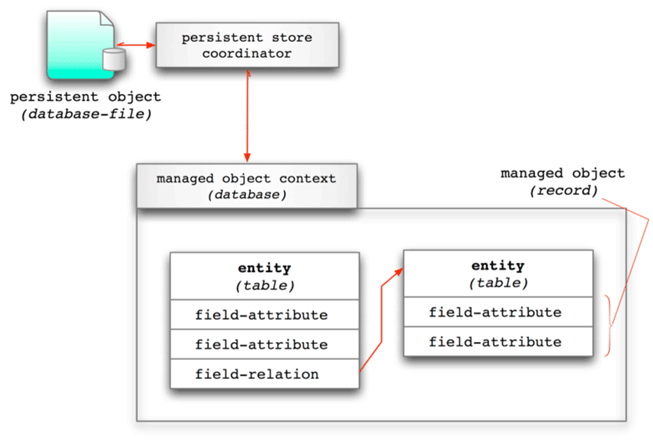 persistent store
coordinator
persistent object
(database-file)
managed object context
(database)
managed object
(record)
entity
(table)
field-attribute
field-attribute
field-relation
entity
(table)
field-attribute
field-attribute